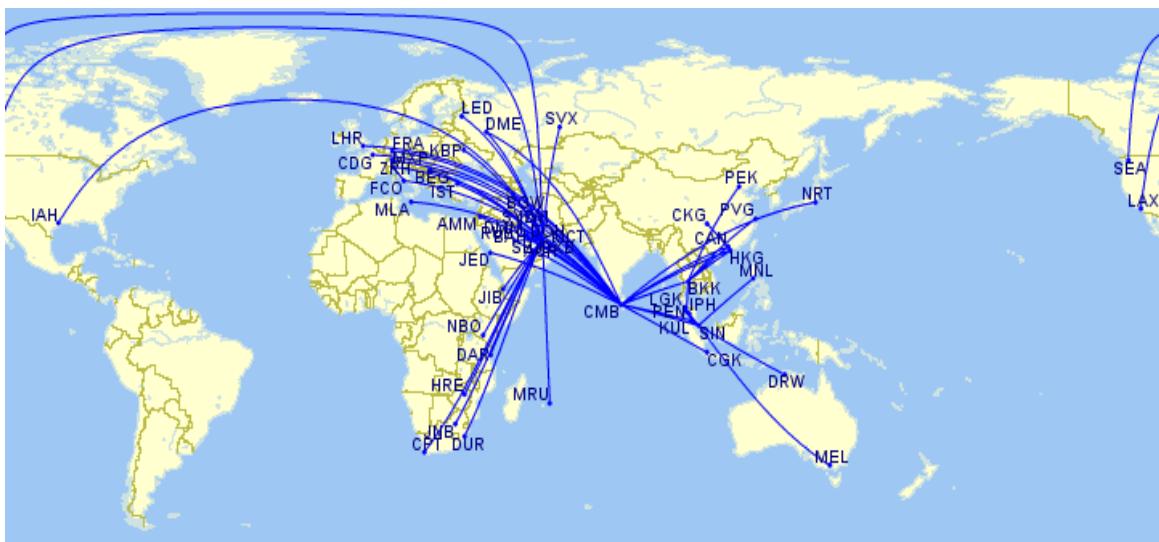 LED
DME
SVX
LHR
FRA
KBP
CDG
MXP
ZRH
BEG
FCO
IST
MLA
AMM
IAH
JED
JIB
NBO
DAR
HRE
MRU
JNB
CPT
DUR
PEK
NRT
CKG
PVG
CAN
HKG
MNL
BKK
LGK
IPH
PEN
CMB
KUL
SIN
CGK
DRW
MEL
SEA
LAX